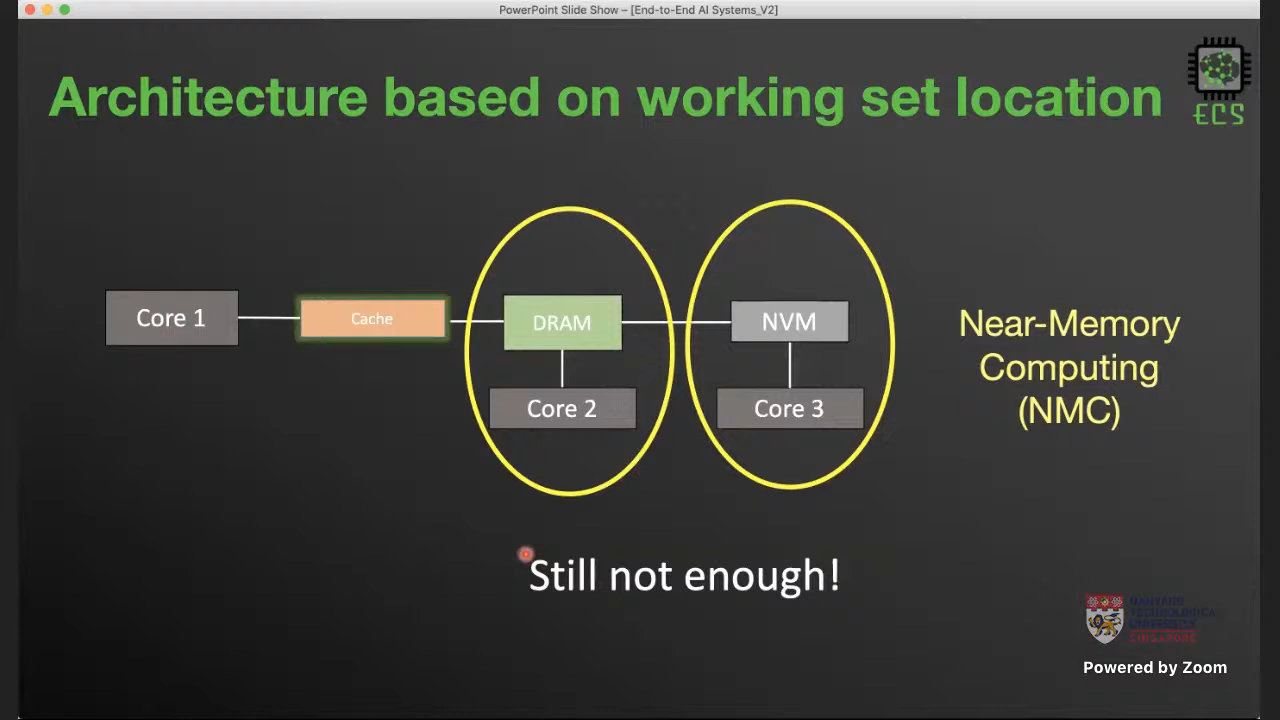 PowerPoint Slide Show – [End-to-End AI Systems_V2]
Architecture based on working set location
ECS
Core 1
Cache
DRAM
NVM
Core 2
Core 3
Near-Memory
Computing
(NMC)
Still not enough!
NANYANG
TECHNOLOGICAL
UNIVERSITY
SINGAPORE
Powered by Zoom